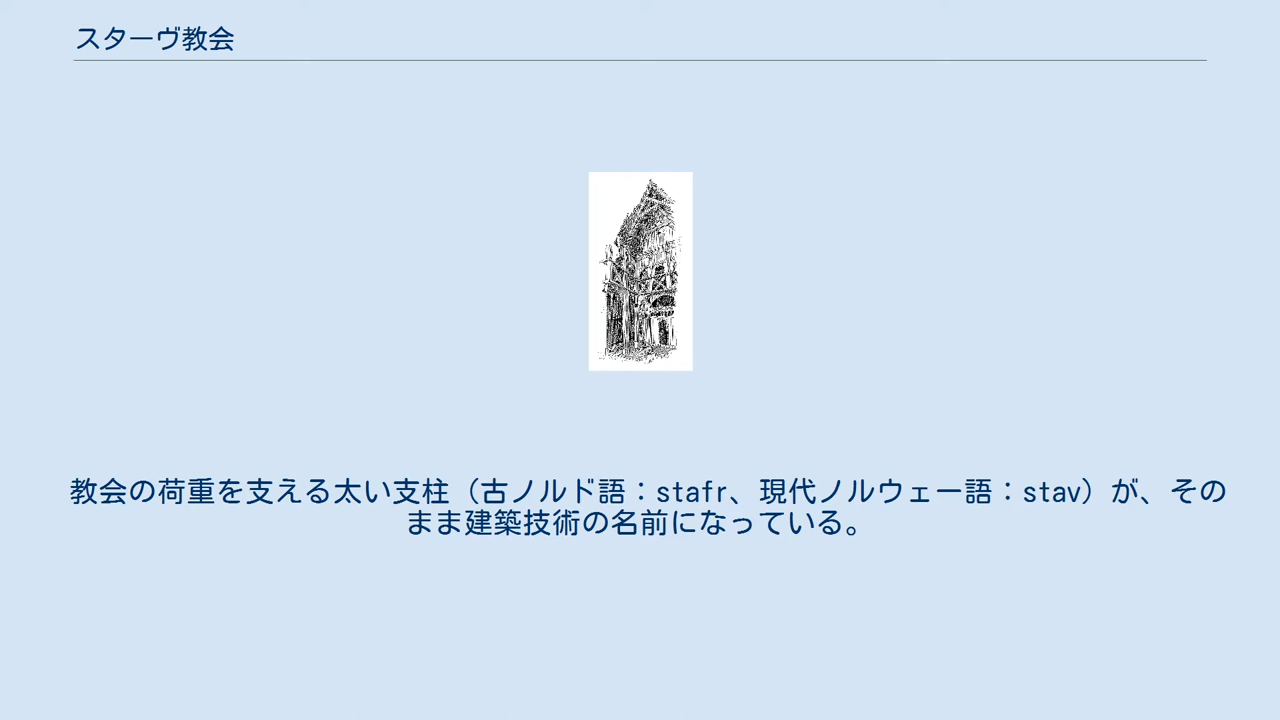 スターヴ教会
教会の荷重を支える太い支柱（古ノルド語：stafr、現代ノルウェー語：stav）が、その
まま建築技術の名前になっている。